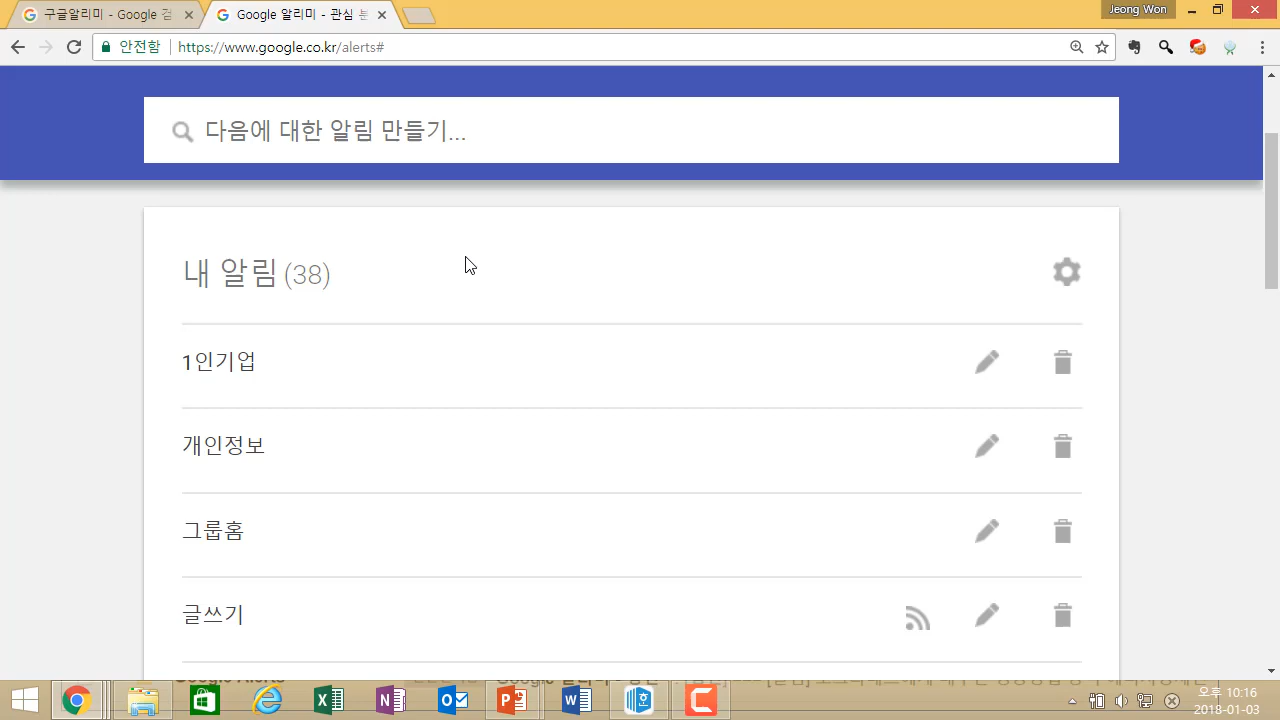 구글알리미 - Google 검
Google 알리미 - 관심 분
Jeong Won
안전함
https://www.google.co.kr/alerts#
다음에 대한 알림 만들기...
내 알림 (38)
1인기업
개인정보
그룹홈
글쓰기
Google Alerts
오후 10:16
2018-01-03